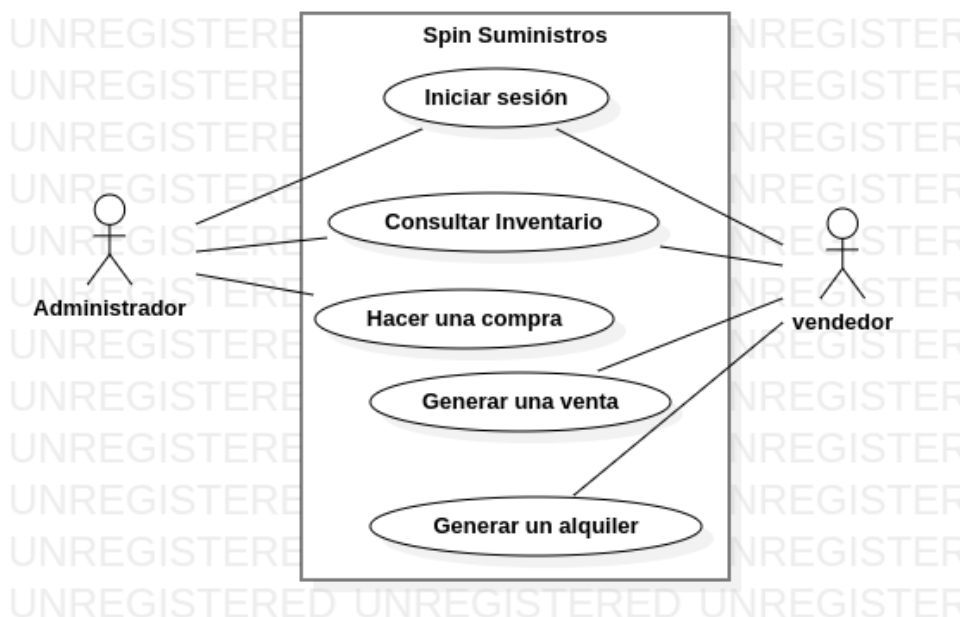 Spin Suministros
Iniciar sesión
Consultar Inventario
Administrador
Hacer una compra
vendedor
Generar una venta
Generar un alquiler
UNREGISTERED UNREGISTERED UNREGISTERED